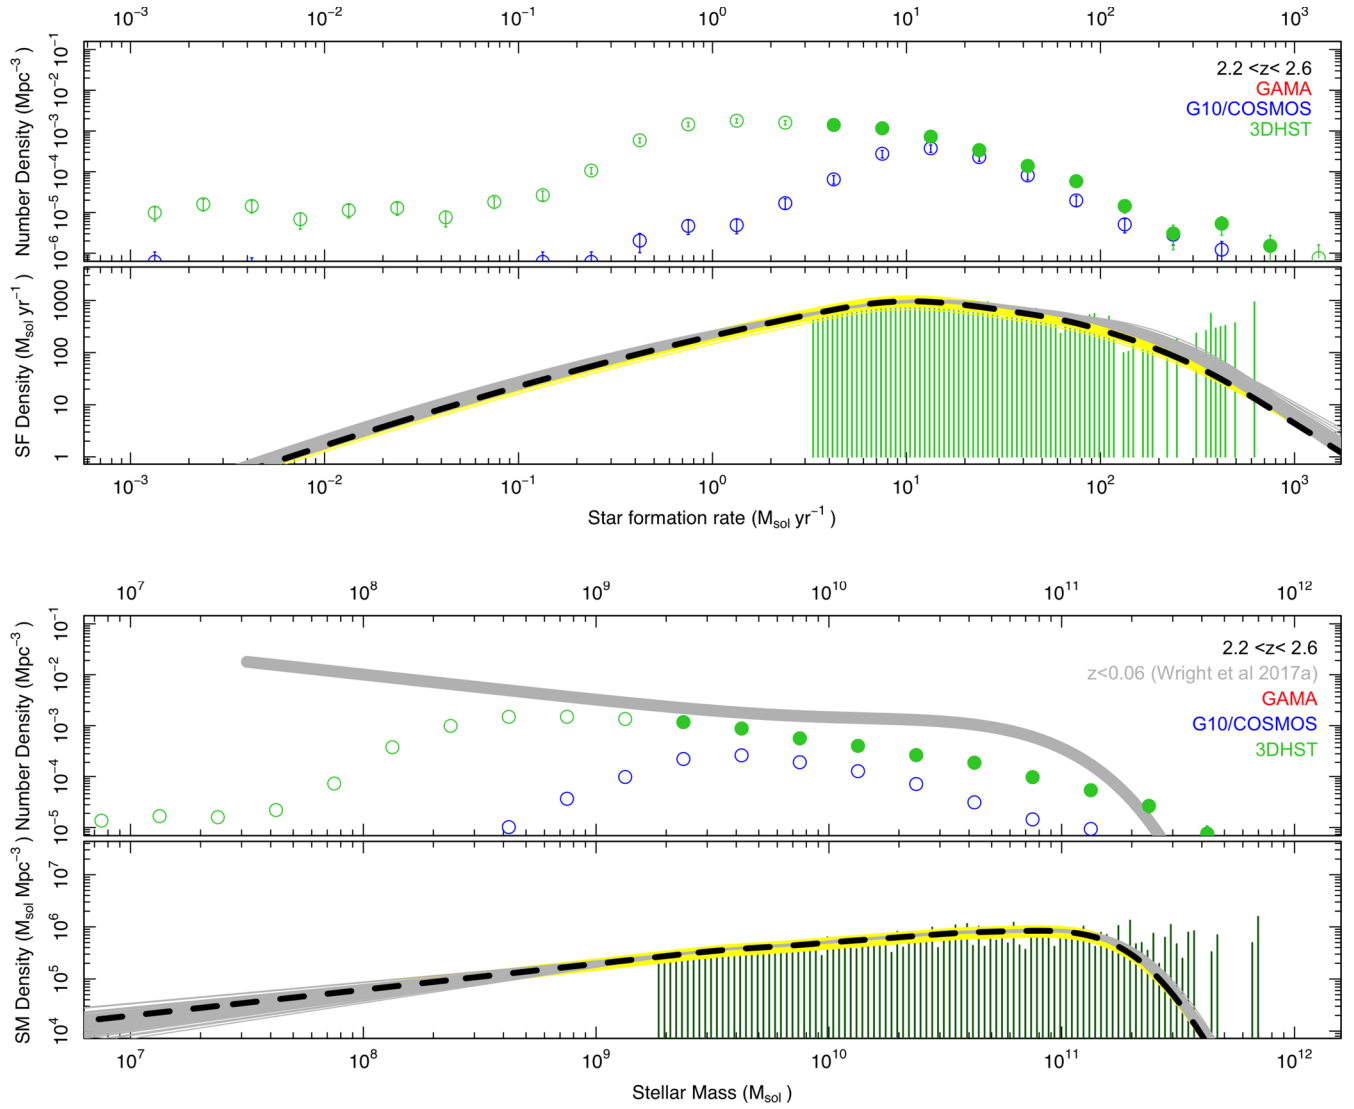 10⁻³ 10⁻² 10⁻¹ 10⁰ 10¹ 10² 10³
Number Density (Mpc⁻³ )
10⁻¹
10⁻²
10⁻³
10⁻⁴
10⁻⁵
10⁻⁶
2.2 <z< 2.6
GAMA
G10/COSMOS
3DHST
SF Density (Msol yr⁻¹ )
1000
100
10
1
10⁻³ 10⁻² 10⁻¹ 10⁰ 10¹ 10² 10³
Star formation rate (Msol yr⁻¹ )
10⁷ 10⁸ 10⁹ 10¹⁰ 10¹¹ 10¹²
Number Density (Mpc⁻³ )
10⁻¹
10⁻²
10⁻³
10⁻⁴
10⁻⁵
2.2 <z< 2.6
z<0.06 (Wright et al 2017a)
GAMA
G10/COSMOS
3DHST
SM Density (Msol Mpc⁻³ )
10⁷
10⁶
10⁵
10⁴
10⁷ 10⁸ 10⁹ 10¹⁰ 10¹¹ 10¹²
Stellar Mass (Msol )